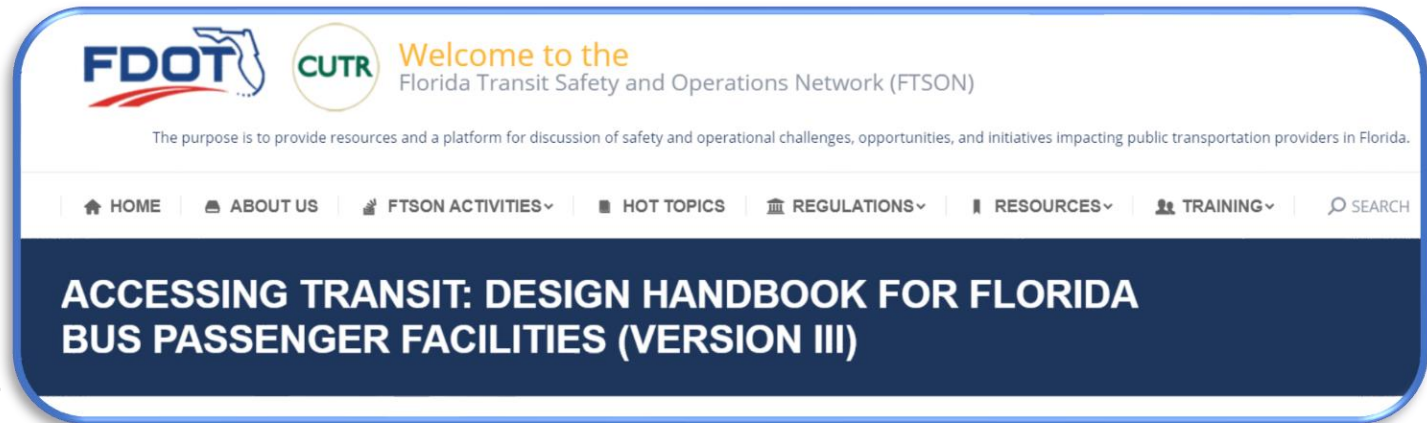 FDOT
CUTR
Welcome to the
Florida Transit Safety and Operations Network (FTSON)
The purpose is to provide resources and a platform for discussion of safety and operational challenges, opportunities, and initiatives impacting public transportation providers in Florida.
HOME ABOUT US FTSON ACTIVITIES HOT TOPICS REGULATIONS RESOURCES TRAINING SEARCH
ACCESSING TRANSIT: DESIGN HANDBOOK FOR FLORIDA
BUS PASSENGER FACILITIES (VERSION III)